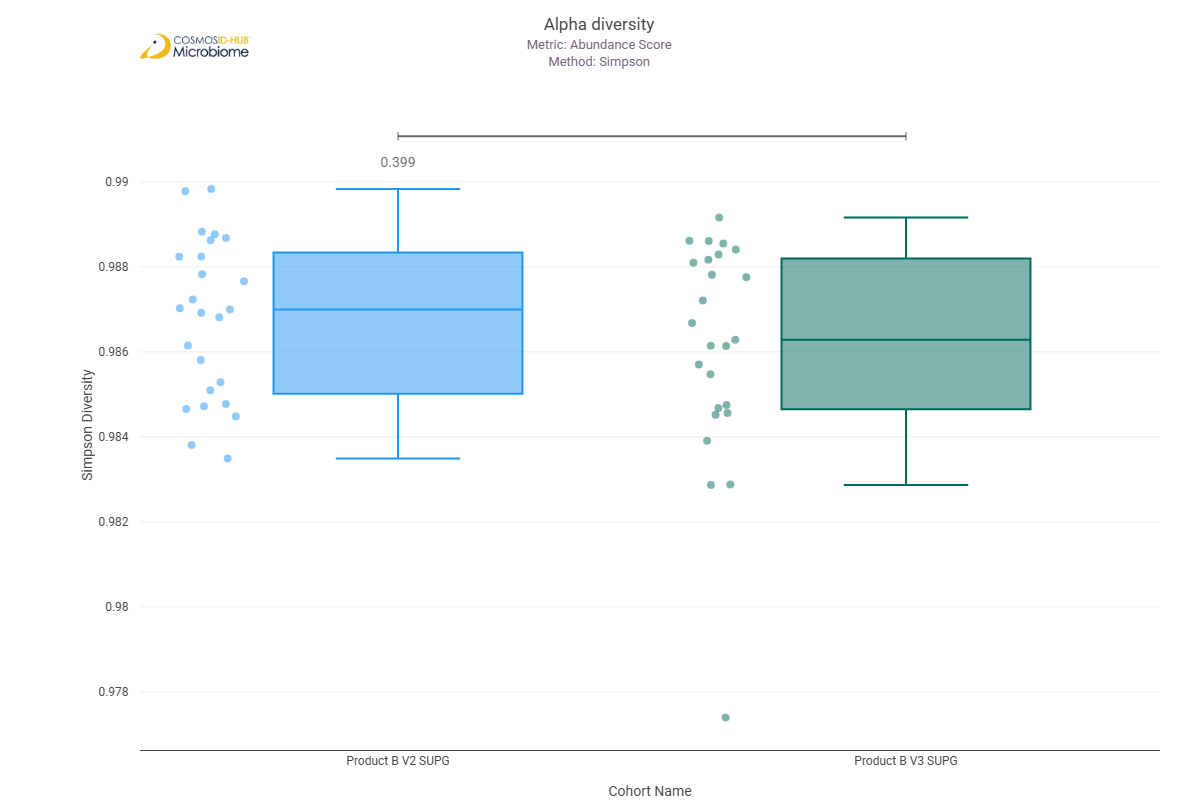 Alpha diversity
Metric: Abundance Score
Method: Simpson
COSMOSID-HUB
Microbiome
0.399
0.99
0.988
0.986
0.984
0.982
0.98
0.978
Simpson Diversity
Product B V2 SUPG
Product B V3 SUPG
Cohort Name